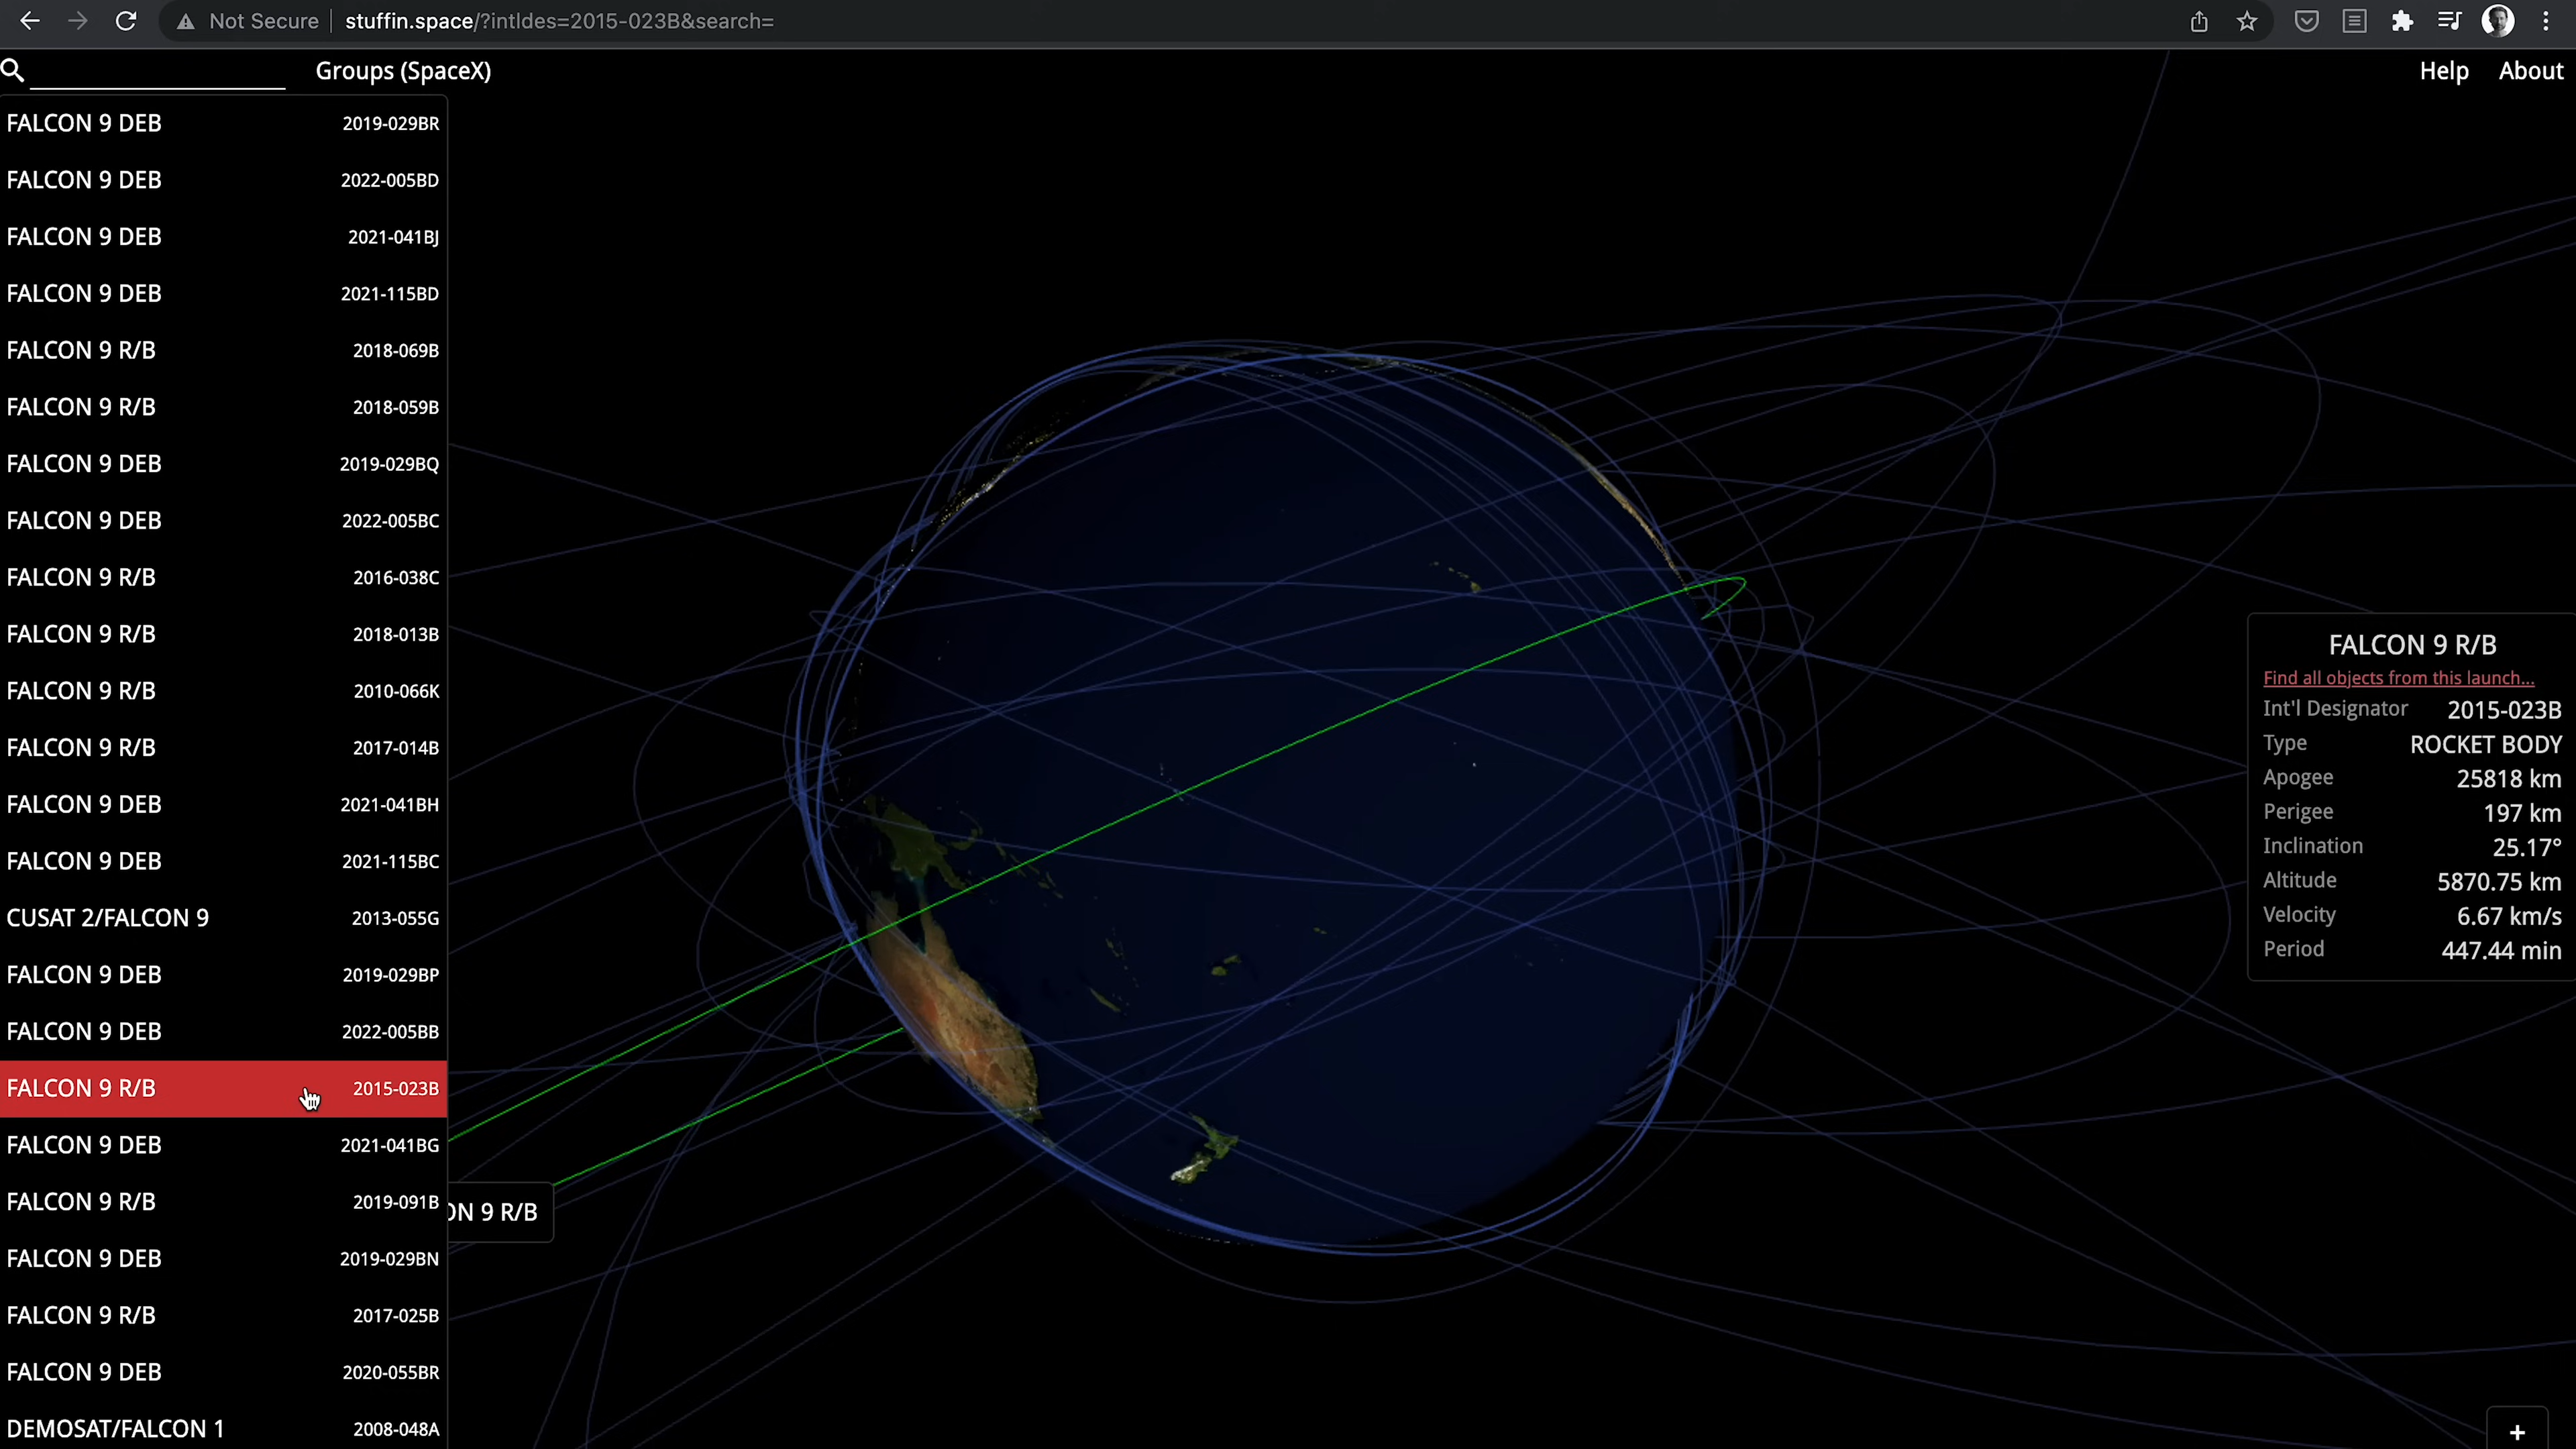 Not Secure stuffin.space/?intldes=2015-023B&search=
Groups (SpaceX)
Help About
FALCON 9 DEB 2019-029BR
FALCON 9 DEB 2022-005BD
FALCON 9 DEB 2021-041BJ
FALCON 9 DEB 2021-115BD
FALCON 9 R/B 2018-069B
FALCON 9 R/B 2018-059B
FALCON 9 DEB 2019-029BQ
FALCON 9 DEB 2022-005BC
FALCON 9 R/B 2016-038C
FALCON 9 R/B 2018-013B
FALCON 9 R/B 2010-066K
FALCON 9 R/B 2017-014B
FALCON 9 DEB 2021-041BH
FALCON 9 DEB 2021-115BC
CUSAT 2/FALCON 9 2013-055G
FALCON 9 DEB 2019-029BP
FALCON 9 DEB 2022-005BB
FALCON 9 R/B 2015-023B
FALCON 9 DEB 2021-041BG
FALCON 9 R/B 2019-091B
FALCON 9 DEB 2019-029BN
FALCON 9 R/B 2017-025B
FALCON 9 DEB 2020-055BR
DEMOSAT/FALCON 1 2008-048A
ON 9 R/B
FALCON 9 R/B
Find all objects from this launch...
Int'l Designator 2015-023B
Type ROCKET BODY
Apogee 25818 km
Perigee 197 km
Inclination 25.17°
Altitude 5870.75 km
Velocity 6.67 km/s
Period 447.44 min
+